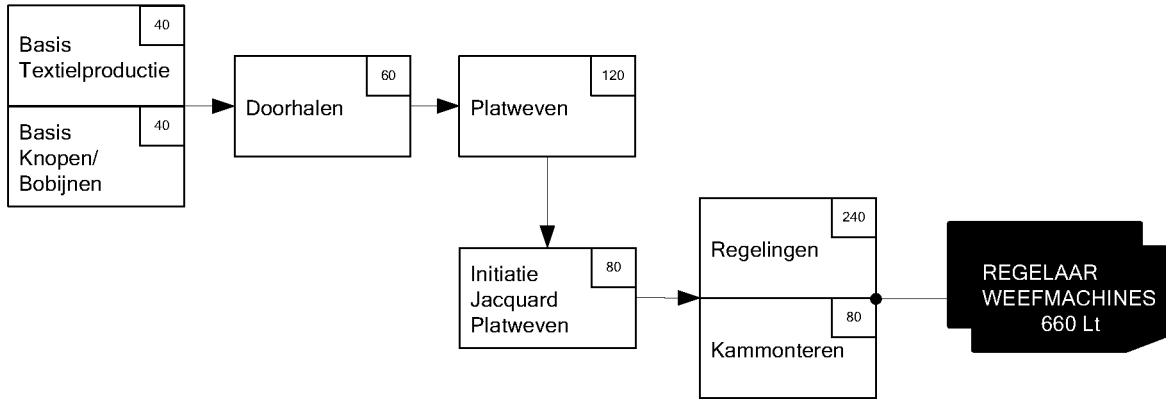 40
Basis
Textielproductie
40
Basis
Knopen/
Bobijnen
60
Doorhalen
120
Platweven
80
Initiatie
Jacquard
Platweven
240
Regelingen
80
Kammonteren
REGELAAR
WEEFMACHINES
660 Lt